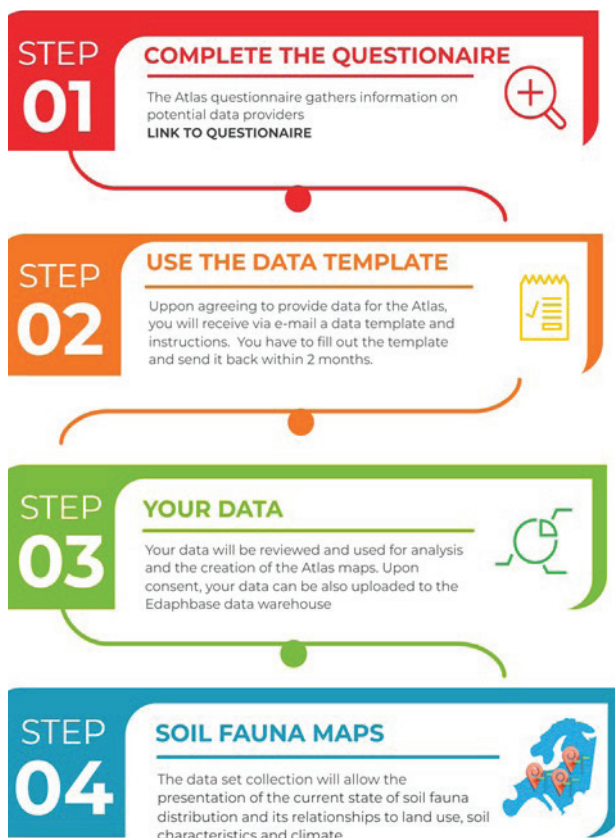 STEP
01
COMPLETE THE QUESTIONAIRE
The Atlas questionnaire gathers information on
potential data providers
LINK TO QUESTIONAIRE
STEP
02
USE THE DATA TEMPLATE
Uppon agreeing to provide data for the Atlas,
you will receive via e-mail a data template and
instructions. You have to fill out the template
and send it back within 2 months.
STEP
03
YOUR DATA
Your data will be reviewed and used for analysis
and the creation of the Atlas maps. Upon
consent, your data can be also uploaded to the
Edaphbase data warehouse
STEP
04
SOIL FAUNA MAPS
The data set collection will allow the
presentation of the current state of soil fauna
distribution and its relationships to land use, soil
characteristics and climate